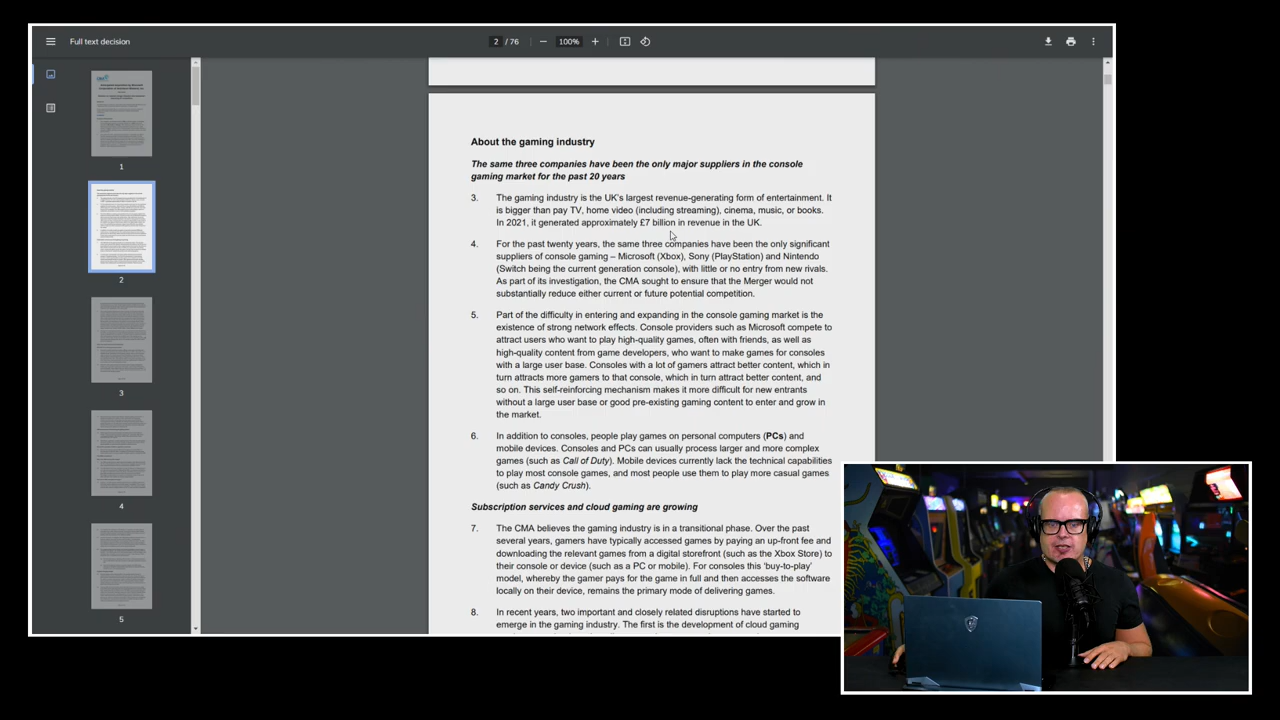 Full text decision
2 / 76
100%
About the gaming industry
The same three companies have been the only major suppliers in the console
gaming market for the past 20 years
3. The gaming industry is the UK's largest revenue-generating form of entertainment. It
is bigger than pay TV, home video (including streaming), cinema, music, or books.
In 2021, it generated approximately £7 billion in revenue in the UK.
4. For the past twenty years, the same three companies have been the only significant
suppliers of console gaming – Microsoft (Xbox), Sony (PlayStation) and Nintendo
(Switch being the current generation console), with little or no entry from new rivals.
As part of its investigation, the CMA sought to ensure that the Merger would not
substantially reduce either current or future potential competition.
5. Part of the difficulty in entering and expanding in the console gaming market is the
existence of strong network effects. Console providers such as Microsoft compete to
attract users who want to play high-quality games, often with friends, as well as
high-quality content from game developers, who want to make games for consoles
with a large user base. Consoles with a lot of gamers attract better content, which in
turn attracts more gamers to that console, which in turn attract better content, and
so on. This self-reinforcing mechanism makes it more difficult for new entrants
without a large user base or good pre-existing gaming content to enter and grow in
the market.
6. In addition to consoles, people play games on personal computers (PCs) and
mobile devices. Consoles and PCs can usually process larger and more complex
games (such as Call of Duty). Mobile devices currently lack the technical capabilities
to play most console games, and most people use them to play more casual games
(such as Candy Crush).
Subscription services and cloud gaming are growing
7. The CMA believes the gaming industry is in a transitional phase. Over the past
several years, gamers have typically accessed games by paying an up-front fee and
downloading the relevant games from a digital storefront (such as the Xbox Store) to
their console or device (such as a PC or mobile). For consoles this 'buy-to-play'
model, whereby the gamer pays for the game in full and then accesses the software
locally on their device, remains the primary mode of delivering games.
8. In recent years, two important and closely related disruptions have started to
emerge in the gaming industry. The first is the development of cloud gaming
1
2
3
4
5